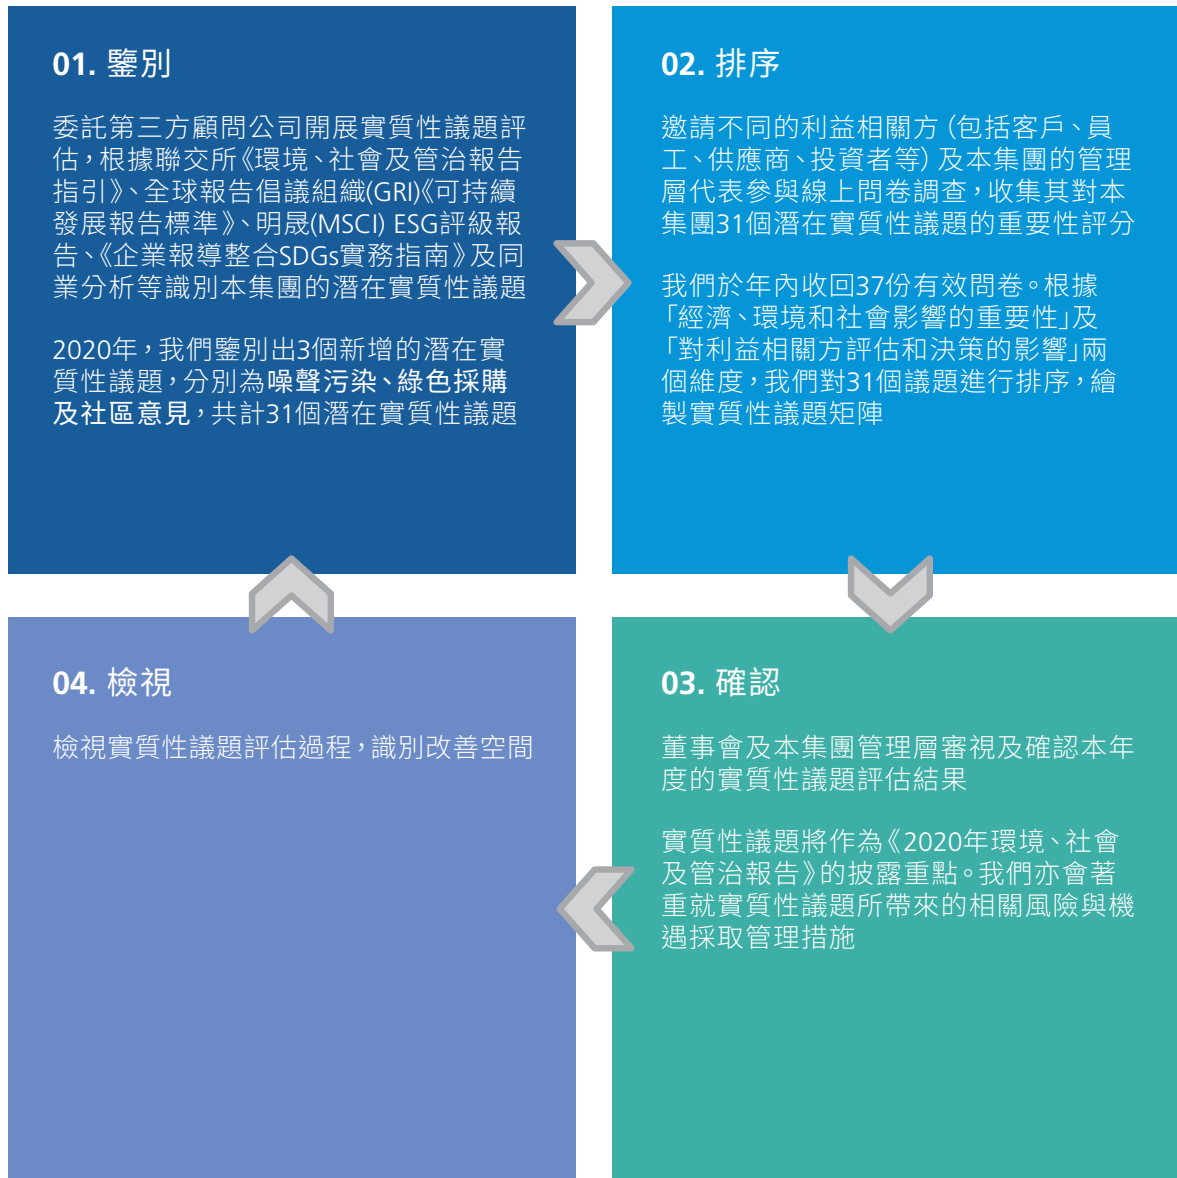 01. 鑒別
委託第三方顧問公司開展實質性議題評
估，根據聯交所《環境、社會及管治報告
指引》、全球報告倡議組織(GRI)《可持續
發展報告標準》、明晟(MSCI) ESG評級報
告、《企業報導整合SDGs實務指南》及同
業分析等識別本集團的潛在實質性議題
2020年，我們鑒別出3個新增的潛在實
質性議題，分別為噪聲污染、綠色採購
及社區意見，共計31個潛在實質性議題
02. 排序
邀請不同的利益相關方（包括客戶、員
工、供應商、投資者等）及本集團的管理
層代表參與線上問卷調查，收集其對本
集團31個潛在實質性議題的重要性評分
我們於年內收回37份有效問卷。根據
「經濟、環境和社會影響的重要性」及
「對利益相關方評估和決策的影響」兩
個維度，我們對31個議題進行排序，繪
製實質性議題矩陣
03. 確認
董事會及本集團管理層審視及確認本年
度的實質性議題評估結果
實質性議題將作為《2020年環境、社會
及管治報告》的披露重點。我們亦會著
重就實質性議題所帶來的相關風險與機
遇採取管理措施
04. 檢視
檢視實質性議題評估過程，識別改善空間